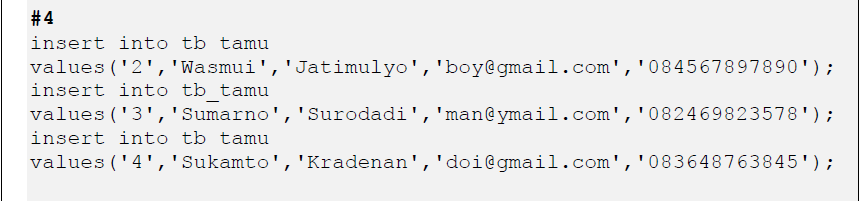 #4
insert into tb tamu
values('2','Wasmui','Jatimulyo','boy@gmail.com','084567897890');
insert into tb_tamu
values('3','Sumarno','Surodadi','man@ymail.com','082469823578');
insert into tb tamu
values('4','Sukamto','Kradenan','doi@gmail.com','083648763845');